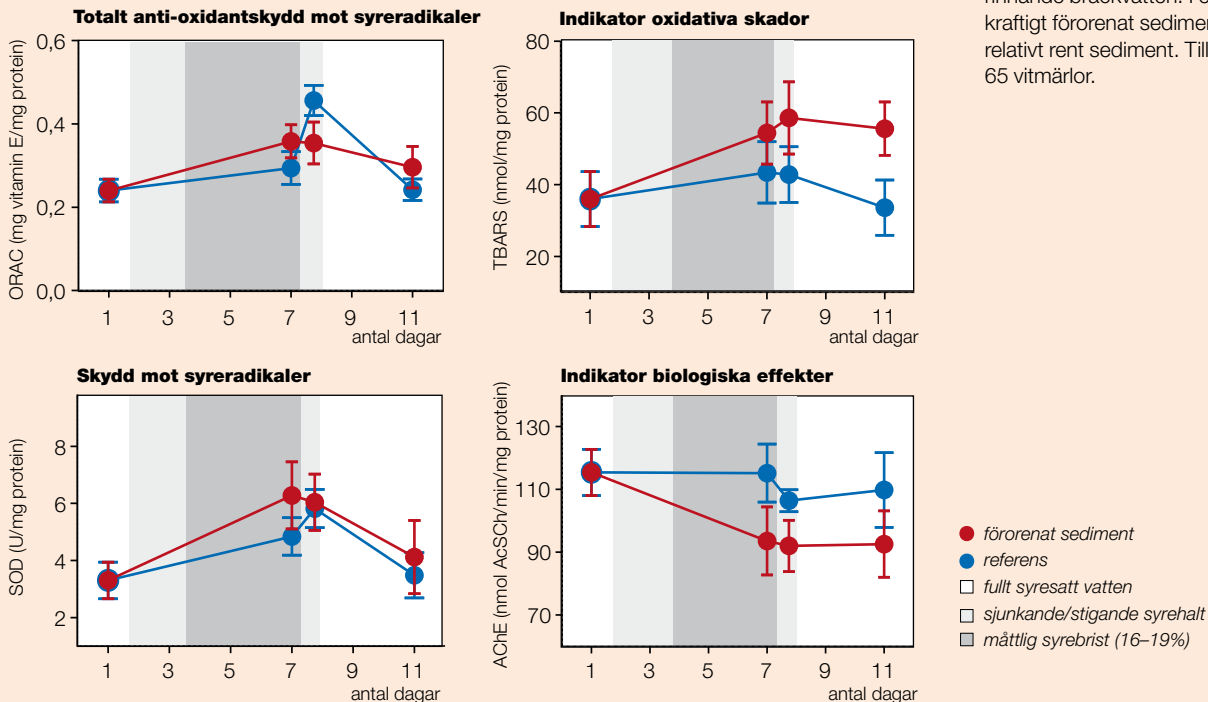 Totalt anti-oxidantskydd mot syreradikaler
ORAC (mg vitamin E/mg protein)
0,6
0,4
0,2
0,0
1 3 5 7 9 11
antal dagar
Indikator oxidativa skador
TBARS (nmol/mg protein)
80
60
40
20
1 3 5 7 9 11
antal dagar
kraftigt förorenat sedimen
relativt rent sediment. Till
65 vitmärlor.
Skydd mot syreradikaler
SOD (U/mg protein)
8
6
4
2
1 3 5 7 9 11
antal dagar
Indikator biologiska effekter
AChE (nmol AcSCh/min/mg protein)
130
110
90
70
1 3 5 7 9 11
antal dagar
förorenat sediment
referens
fullt syresatt vatten
sjunkande/stigande syrehalt
måttlig syrebrist (16–19%)